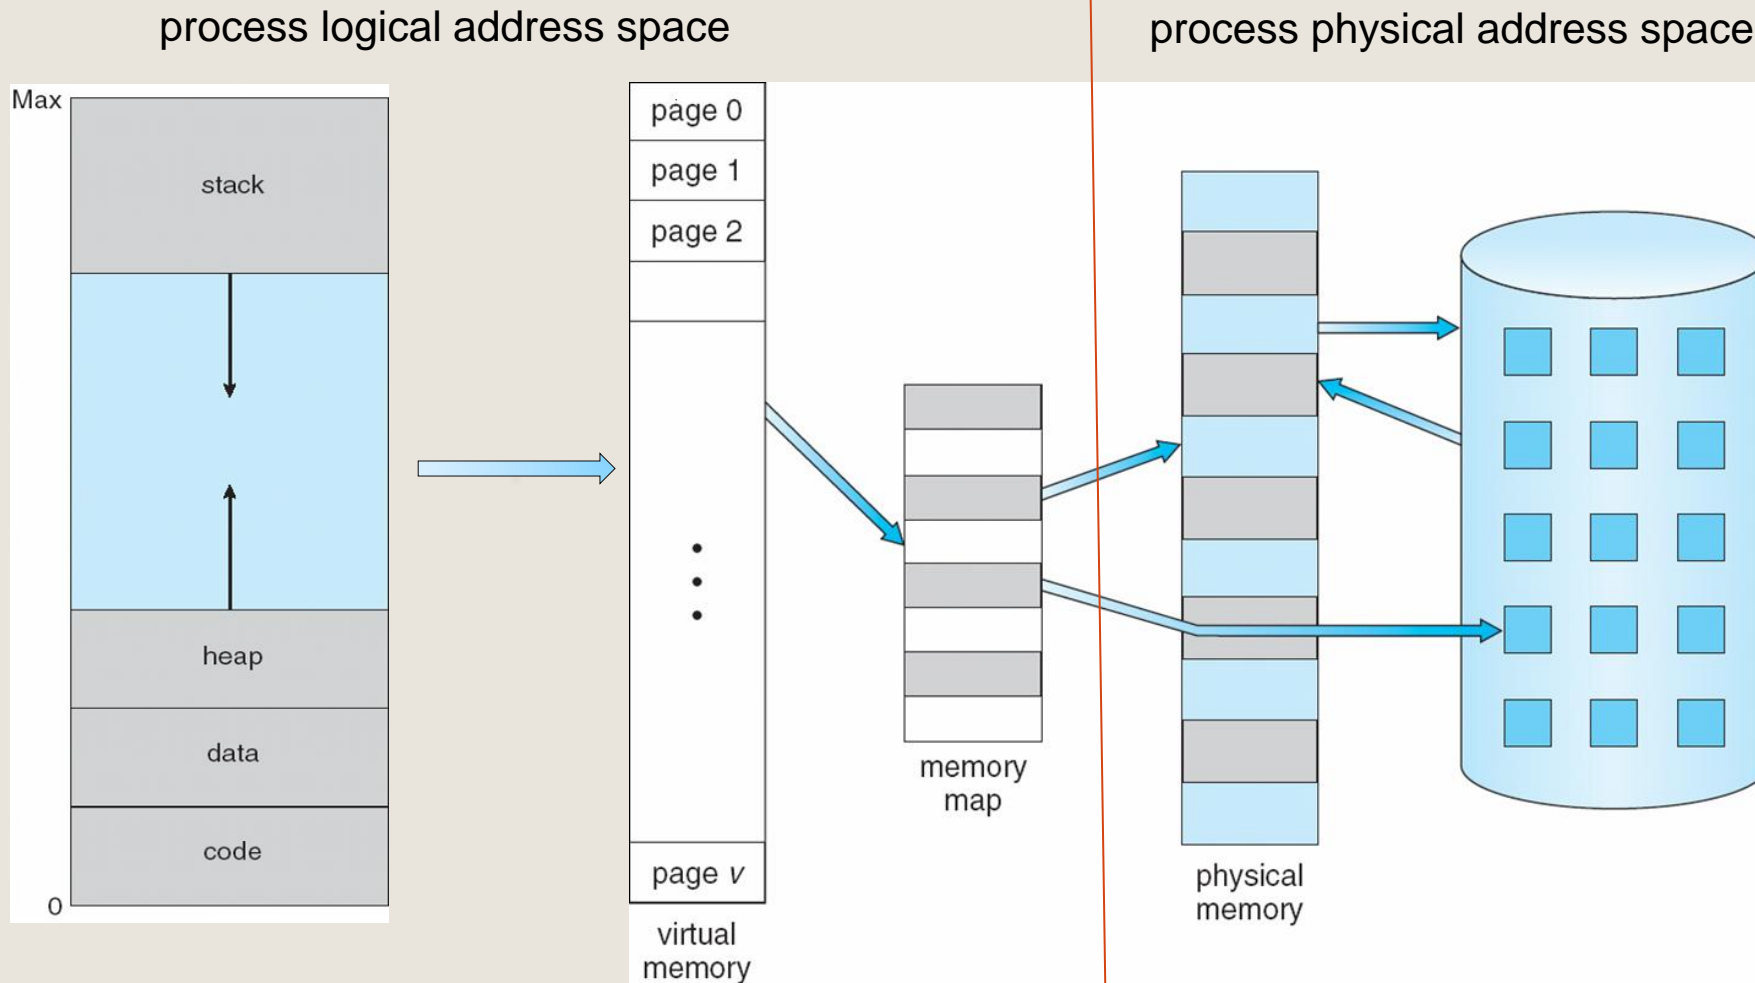 process logical address space
process physical address space
Max
stack
heap
data
code
0
page 0
page 1
page 2
page v
virtual
memory
memory
map
physical
memory